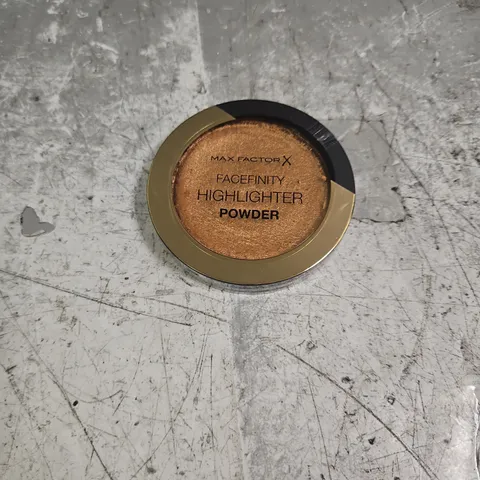 MAX FACTOR X
FACEFINITY
HIGHLIGHTER
POWDER